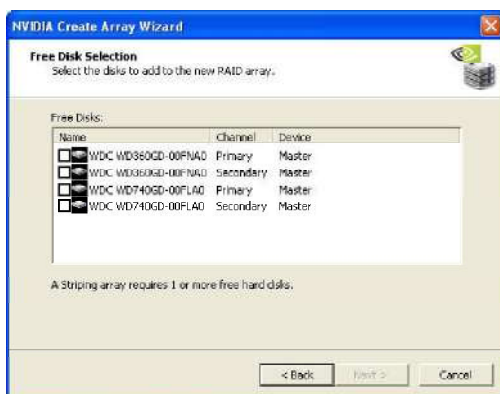 NVIDIA Create Array Wizard
Free Disk Selection
Select the disks to add to the new RAID array.
Free Disks:
Name Channel Device
WDC WD360GD-00FNA0 Primary Master
WDC WD360GD-00FNA0 Secondary Master
WDC WD740GD-00FLA0 Primary Master
WDC WD740GD-00FLA0 Secondary Master
A Striping array requires 1 or more free hard disks.
< Back Next > Cancel